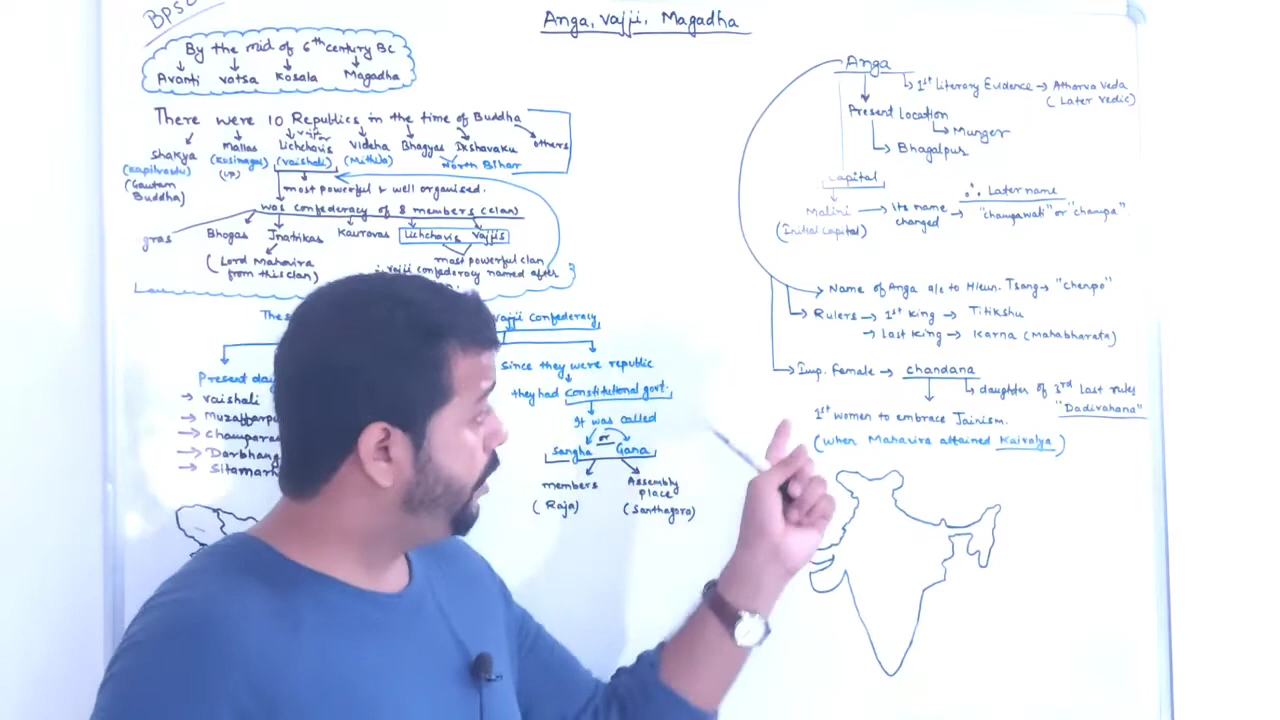 BPSC
Anga, Vajji, Magadha
By the mid of 6th century BC
Avanti vatsa Kosala Magadha
There were 10 Republics in the time of Buddha
Shakya Mallas Lichchavis Videha Bhagyas Ikshavaku others
(Kapilvastu) (Kusinagar) (Vaishali) (Mithila) North Bihar
(Gautam Buddha)
(UP)
most powerful & well organised.
was confederacy of 8 members (clan)
Bhogas Jnatrikas Kauravas Lichchavis Vajjis
(Lord Mahavira from this clan)
most powerful clan
∴ vajji confederacy named after
These
vajji confederacy
Present day
→ vaishali
→ Muzaffarpu
→ champaran
→ Darbhang
→ Sitamarh
Since they were republic
they had constitutional govt.
It was called
Sangha or Gana
members Assembly place
(Raja) (Santhagora)
Anga
1st literary Evidence → Atharva Veda
(Later vedic)
Present location
Munger
Bhagalpur
Capital
Malini → Its name changed → ∴ Later name
(Initial Capital) "champawati" or "champa".
Name of Anga a/c to Hieun. Tsang → "Chenpo"
Rulers → 1st King → Titikshu
→ Last King → Karna (Mahabharata)
Imp. Female → chandana
daughter of 3rd last ruler
"Dadivahana"
1st women to embrace Jainism.
(when Mahavira attained Kaivalya)